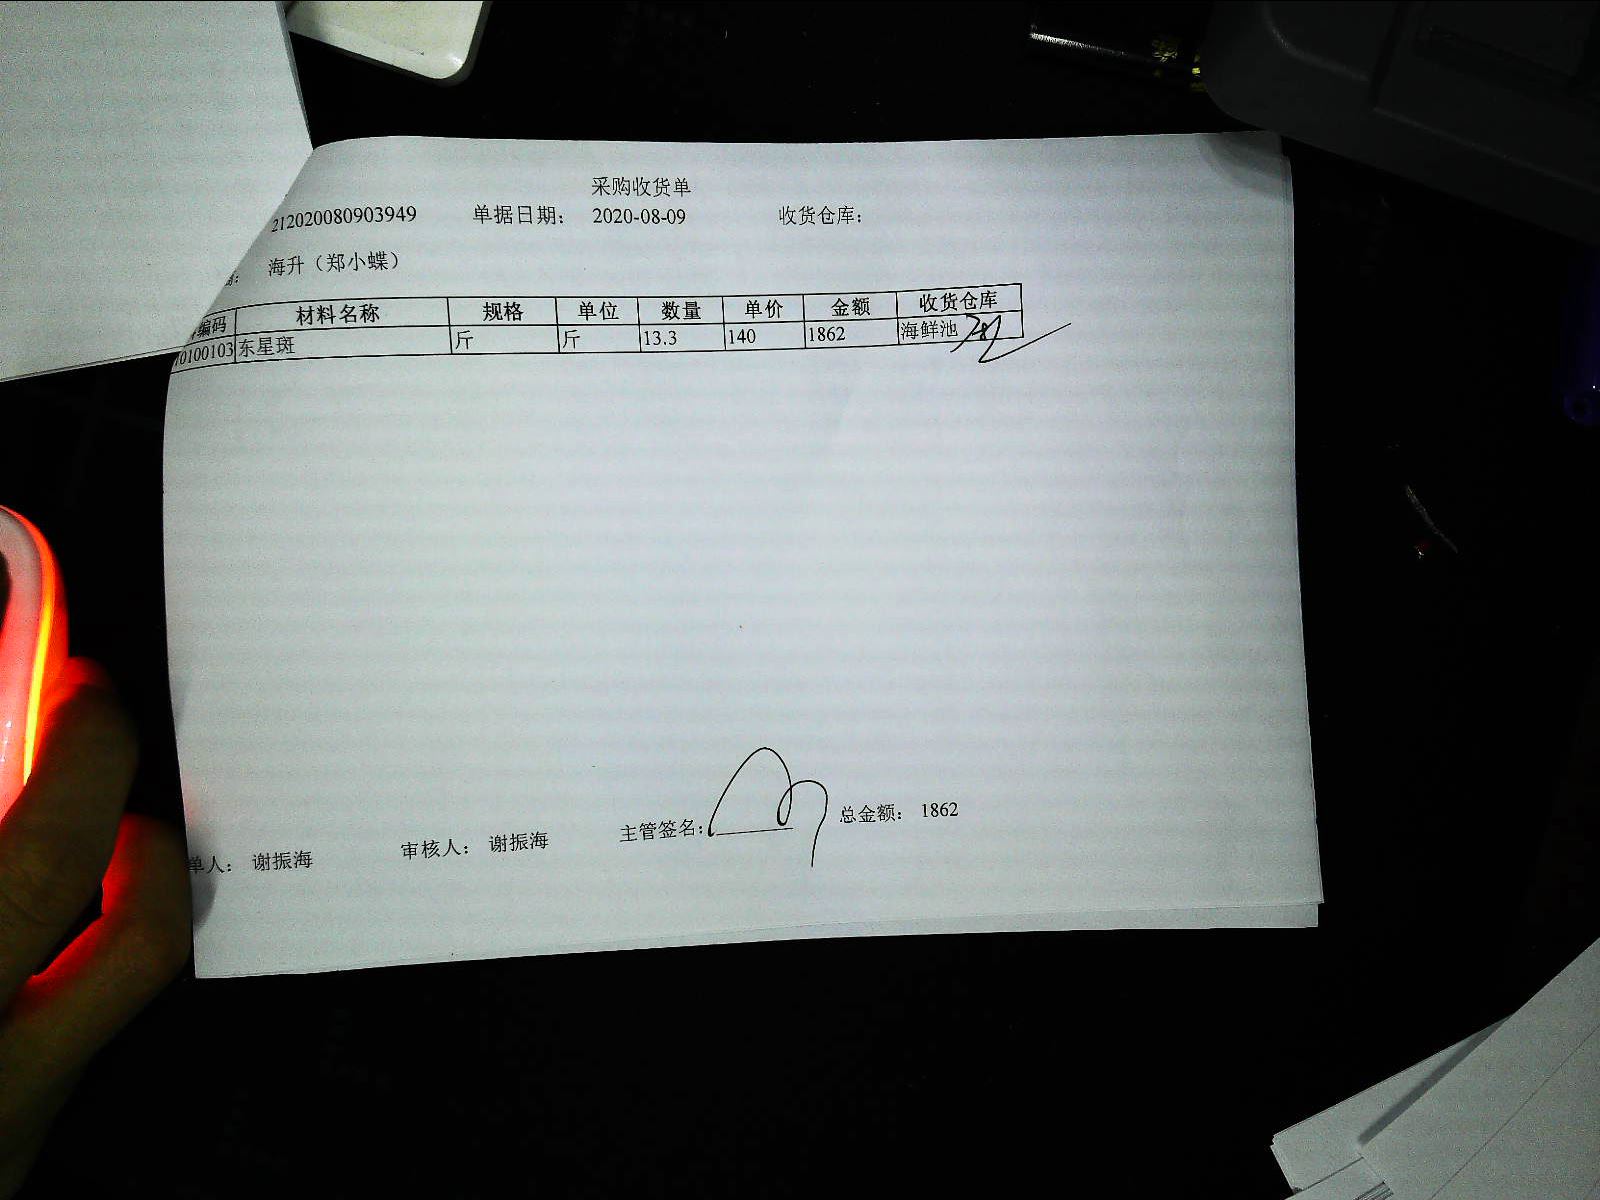 采购收货单
212020080903949 单据日期: 2020-08-09 收货仓库:
海升（郑小蝶）
编码 材料名称 规格 单位 数量 单价 金额 收货仓库
0100103 东星斑 斤 斤 13.3 140 1862 海鲜池
单人: 谢振海 审核人: 谢振海 主管签名: 总金额: 1862